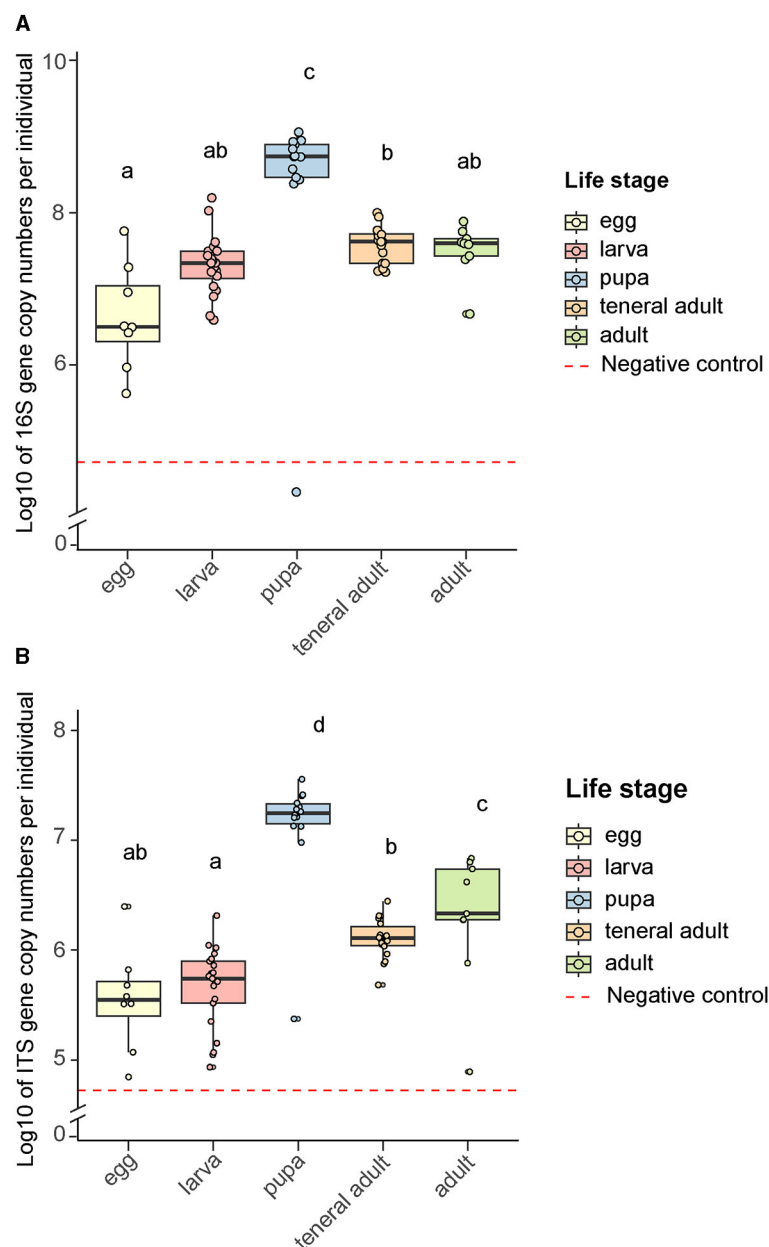 A
Log10 of 16S gene copy numbers per inidividual
10
8
6
0
a
ab
c
b
ab
egg
larva
pupa
teneral adult
adult
Life stage
egg
larva
pupa
teneral adult
adult
Negative control
B
Log10 of ITS gene copy numbers per inidividual
8
7
6
5
0
ab
a
d
b
c
egg
larva
pupa
teneral adult
adult
Life stage
egg
larva
pupa
teneral adult
adult
Negative control